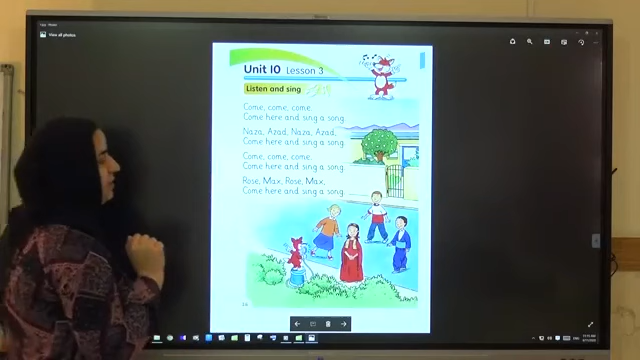 View all photos
Unit 10 Lesson 3
Listen and sing
Come, come, come.
Come here and sing a song.
Naza, Azad, Naza, Azad,
Come here and sing a song.
Come, come, come.
Come here and sing a song.
Rose, Max, Rose, Max,
Come here and sing a song.